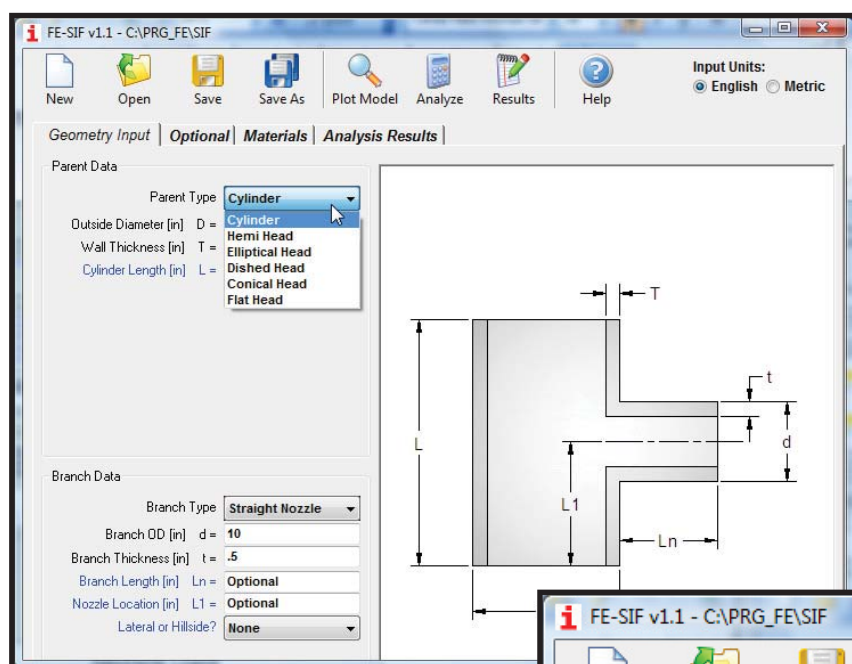 FE-SIF v1.1 - C:\PRG_FE\SIF
New Open Save Save As Plot Model Analyze Results Help
Input Units:
English Metric
Geometry Input Optional Materials Analysis Results
Parent Data
Parent Type Cylinder
Outside Diameter [in] D = Cylinder
Hemi Head
Wall Thickness [in] T = Elliptical Head
Cylinder Length [in] L = Dished Head
Conical Head
Flat Head
T
t
L
d
L1
Ln
Branch Data
Branch Type Straight Nozzle
Branch OD [in] d = 10
Branch Thickness [in] t = .5
Branch Length [in] Ln = Optional
Nozzle Location [in] L1 = Optional
Lateral or Hillside? None
FE-SIF v1.1 - C:\PRG_FE\SIF